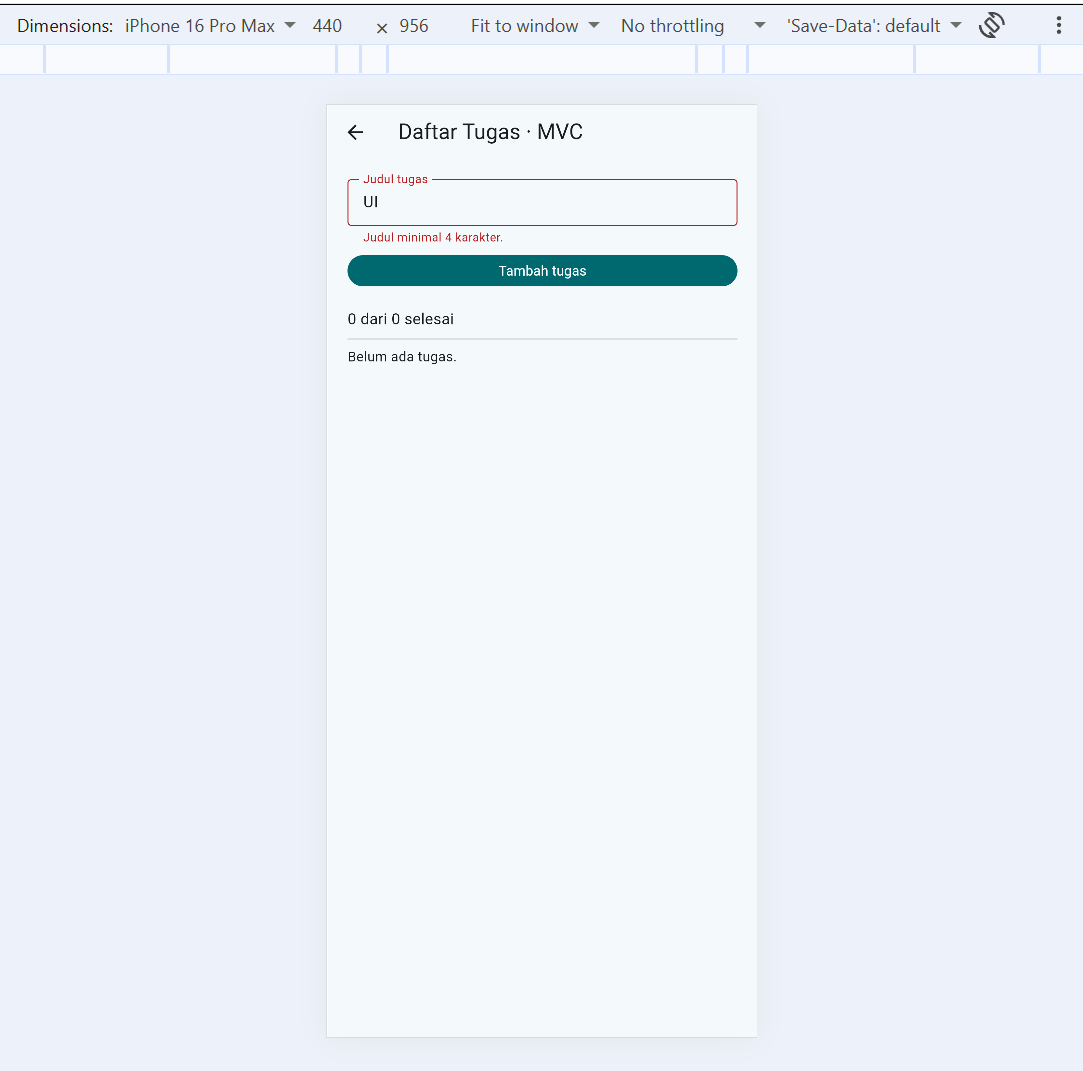 Dimensions: iPhone 16 Pro Max 440 × 956 Fit to window No throttling 'Save-Data': default
Daftar Tugas · MVC
Judul tugas
UI
Judul minimal 4 karakter.
Tambah tugas
0 dari 0 selesai
Belum ada tugas.